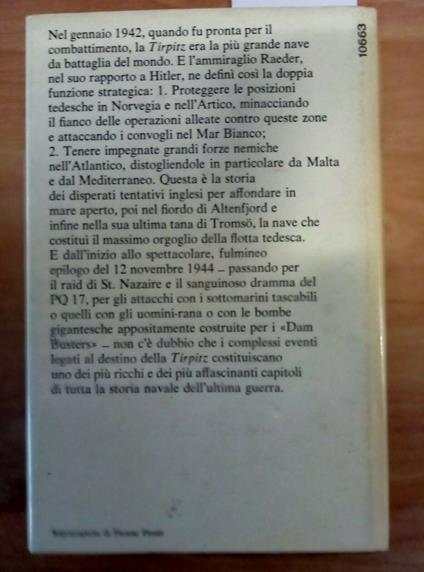 Nel gennaio 1942, quando fu pronta per il
combattimento, la Tirpitz era la più grande nave
da battaglia del mondo. E l'ammiraglio Raeder,
nel suo rapporto a Hitler, ne definì così la doppia
funzione strategica: 1. Proteggere le posizioni
tedesche in Norvegia e nell'Artico, minacciando
il fianco delle operazioni alleate contro queste zone
e attaccando i convogli nel Mar Bianco;
2. Tenere impegnate grandi forze nemiche
nell'Atlantico, distogliendole in particolare da Malta
e dal Mediterraneo. Questa è la storia
dei disperati tentativi inglesi per affondare in
mare aperto, poi nel fiordo di Altenfjord e
infine nella sua ultima tana di Tromsö, la nave che
costituì il massimo orgoglio della flotta tedesca.
E dall'inizio allo spettacolare, fulmineo
epilogo del 12 novembre 1944 – passando per
il raid di St. Nazaire e il sanguinoso dramma del
PQ 17, per gli attacchi con i sottomarini tascabili
o quelli con gli uomini-rana o con le bombe
gigantesche appositamente costruite per i «Dam
Busters» – non c'è dubbio che i complessi eventi
legati al destino della Tirpitz costituiscano
uno dei più ricchi e dei più affascinanti capitoli
di tutta la storia navale dell'ultima guerra.
10663